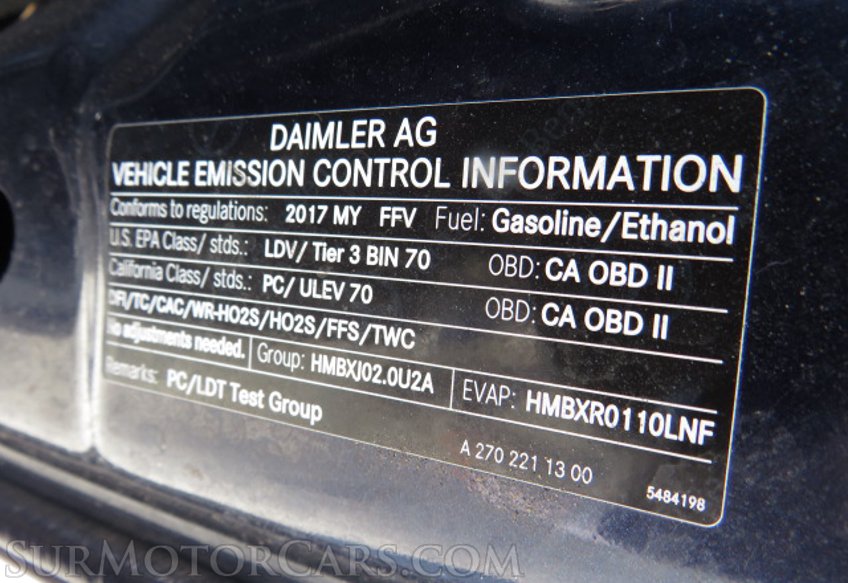 DAIMLER AG
VEHICLE EMISSION CONTROL INFORMATION
Conforms to regulations: 2017 MY FFV Fuel: Gasoline/Ethanol
U.S. EPA Class/ stds.: LDV/ Tier 3 BIN 70 OBD: CA OBD II
California Class/ stds.: PC/ ULEV 70 OBD: CA OBD II
DFI/TC/CAC/WR-HO2S/HO2S/FFS/TWC
No adjustments needed. Group: HMBXJ02.0U2A EVAP: HMBXR0110LNF
Remarks: PC/LDT Test Group
A 270 221 13 00
5484198
SurMotorCars.com